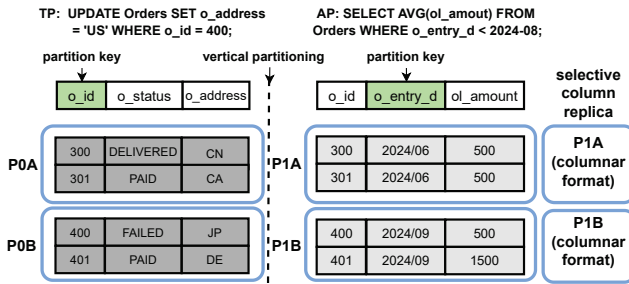 TP: UPDATE Orders SET o_address
= 'US' WHERE o_id = 400;
AP: SELECT AVG(ol_amout) FROM
Orders WHERE o_entry_d < 2024-08;
partition key
vertical partitioning
partition key
o_id o_status o_address
o_id o_entry_d ol_amount
selective
column
replica
P0A
300 DELIVERED CN
301 PAID CA
P1A
300 2024/06 500
301 2024/06 500
P1A
(columnar
format)
P0B
400 FAILED JP
401 PAID DE
P1B
400 2024/09 500
401 2024/09 1500
P1B
(columnar
format)